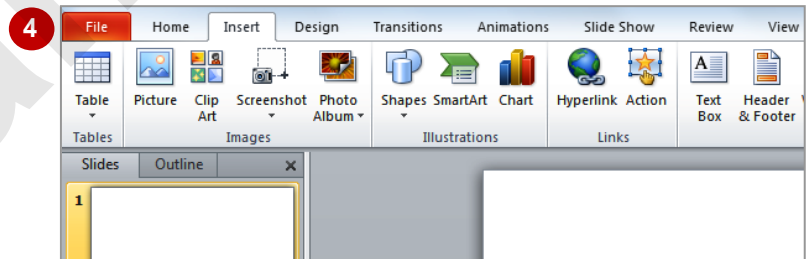 4
File Home Insert Design Transitions Animations Slide Show Review View
Table Picture Clip Art Screenshot Photo Album Shapes SmartArt Chart Hyperlink Action Text Box Header & Footer
Tables Images Illustrations Links
Slides Outline
1